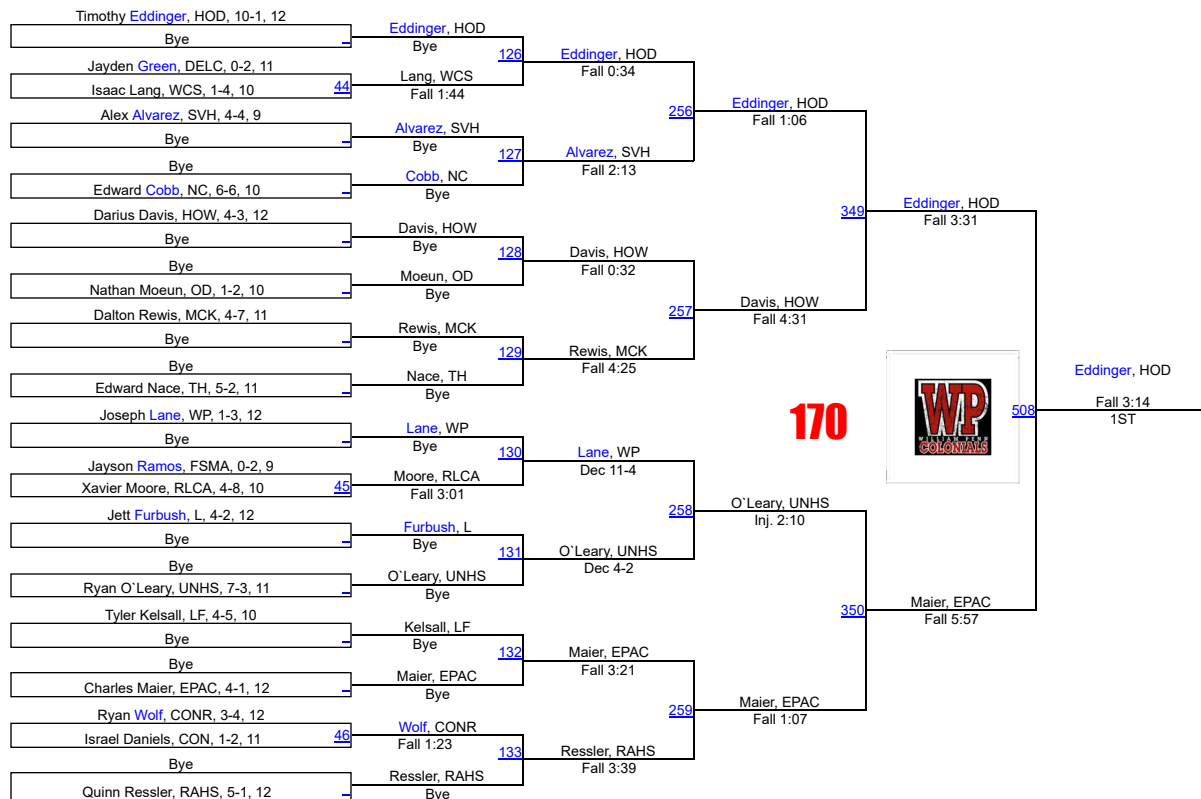 Timothy Eddinger, HOD, 10-1, 12
Bye
Jayden Green, DELC, 0-2, 11
Isaac Lang, WCS, 1-4, 10
44
Alex Alvarez, SVH, 4-4, 9
Bye
Bye
Edward Cobb, NC, 6-6, 10
Darius Davis, HOW, 4-3, 12
Bye
Bye
Nathan Moeun, OD, 1-2, 10
Dalton Rewis, MCK, 4-7, 11
Bye
Bye
Edward Nace, TH, 5-2, 11
Joseph Lane, WP, 1-3, 12
Bye
Jayson Ramos, FSMA, 0-2, 9
Xavier Moore, RLCA, 4-8, 10
45
Jett Furbush, L, 4-2, 12
Bye
Bye
Ryan O`Leary, UNHS, 7-3, 11
Tyler Kelsall, LF, 4-5, 10
Bye
Bye
Charles Maier, EPAC, 4-1, 12
Ryan Wolf, CONR, 3-4, 12
Israel Daniels, CON, 1-2, 11
46
Bye
Quinn Ressler, RAHS, 5-1, 12
Eddinger, HOD
Bye
126
Lang, WCS
Fall 1:44
Alvarez, SVH
Bye
127
Cobb, NC
Bye
Davis, HOW
Bye
128
Moeun, OD
Bye
Rewis, MCK
Bye
129
Nace, TH
Bye
Lane, WP
Bye
130
Moore, RLCA
Fall 3:01
Furbush, L
Bye
131
O`Leary, UNHS
Bye
Kelsall, LF
Bye
132
Maier, EPAC
Bye
Wolf, CONR
Fall 1:23
133
Ressler, RAHS
Bye
Eddinger, HOD
Fall 0:34
256
Alvarez, SVH
Fall 2:13
Davis, HOW
Fall 0:32
257
Rewis, MCK
Fall 4:25
Lane, WP
Dec 11-4
258
O`Leary, UNHS
Dec 4-2
Maier, EPAC
Fall 3:21
259
Ressler, RAHS
Fall 3:39
Eddinger, HOD
Fall 1:06
349
Davis, HOW
Fall 4:31
O`Leary, UNHS
Inj. 2:10
350
Maier, EPAC
Fall 1:07
Eddinger, HOD
Fall 3:31
170
WP
WILLIAM PENN
COLONIALS
508
Maier, EPAC
Fall 5:57
Eddinger, HOD
Fall 3:14
1ST